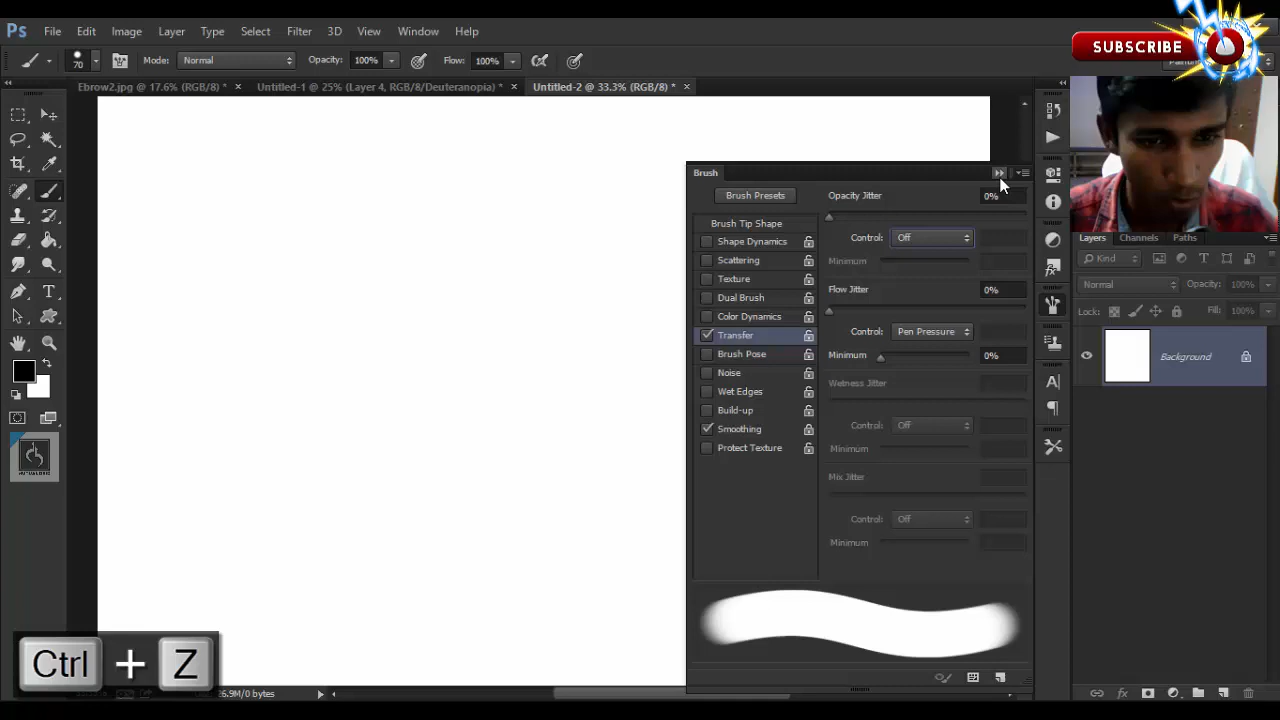 Ps File Edit Image Layer Type Select Filter 3D View Window Help
SUBSCRIBE
70 Mode: Normal Opacity: 100% Flow: 100%
Ebrow2.jpg @ 17.6% (RGB/8) * × Untitled-1 @ 25% (Layer 4, RGB/8/Deuteranopia) * × Untitled-2 @ 33.3% (RGB/8) * ×
Brush
Brush Presets
Brush Tip Shape
Shape Dynamics
Scattering
Texture
Dual Brush
Color Dynamics
Transfer
Brush Pose
Noise
Wet Edges
Build-up
Smoothing
Protect Texture
Opacity Jitter 0%
Control: Off
Minimum
Flow Jitter 0%
Control: Pen Pressure
Minimum 0%
Wetness Jitter
Control: Off
Minimum
Mix Jitter
Control: Off
Minimum
Layers Channels Paths
Kind
Normal Opacity: 100%
Lock: Fill: 100%
Background
Ctrl + Z
6.9M/0 bytes